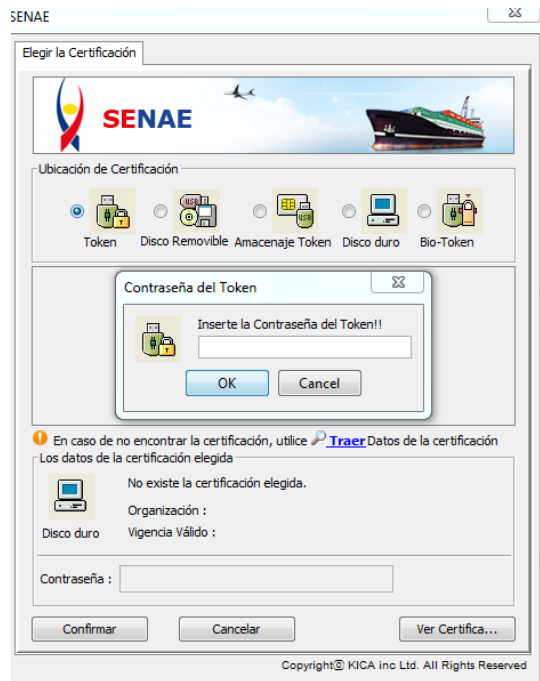 SENAE
Elegir la Certificación
SENAE
Ubicación de Certificación
Token
Disco Removible
Amacenaje Token
Disco duro
Bio-Token
Contraseña del Token
Inserte la Contraseña del Token!!
OK
Cancel
En caso de no encontrar la certificación, utilice Traer Datos de la certificación
Los datos de la certificación elegida
No existe la certificación elegida.
Organización :
Disco duro
Vigencia Válido :
Contraseña :
Confirmar
Cancelar
Ver Certifica...
Copyright© KICA inc Ltd. All Rights Reserved